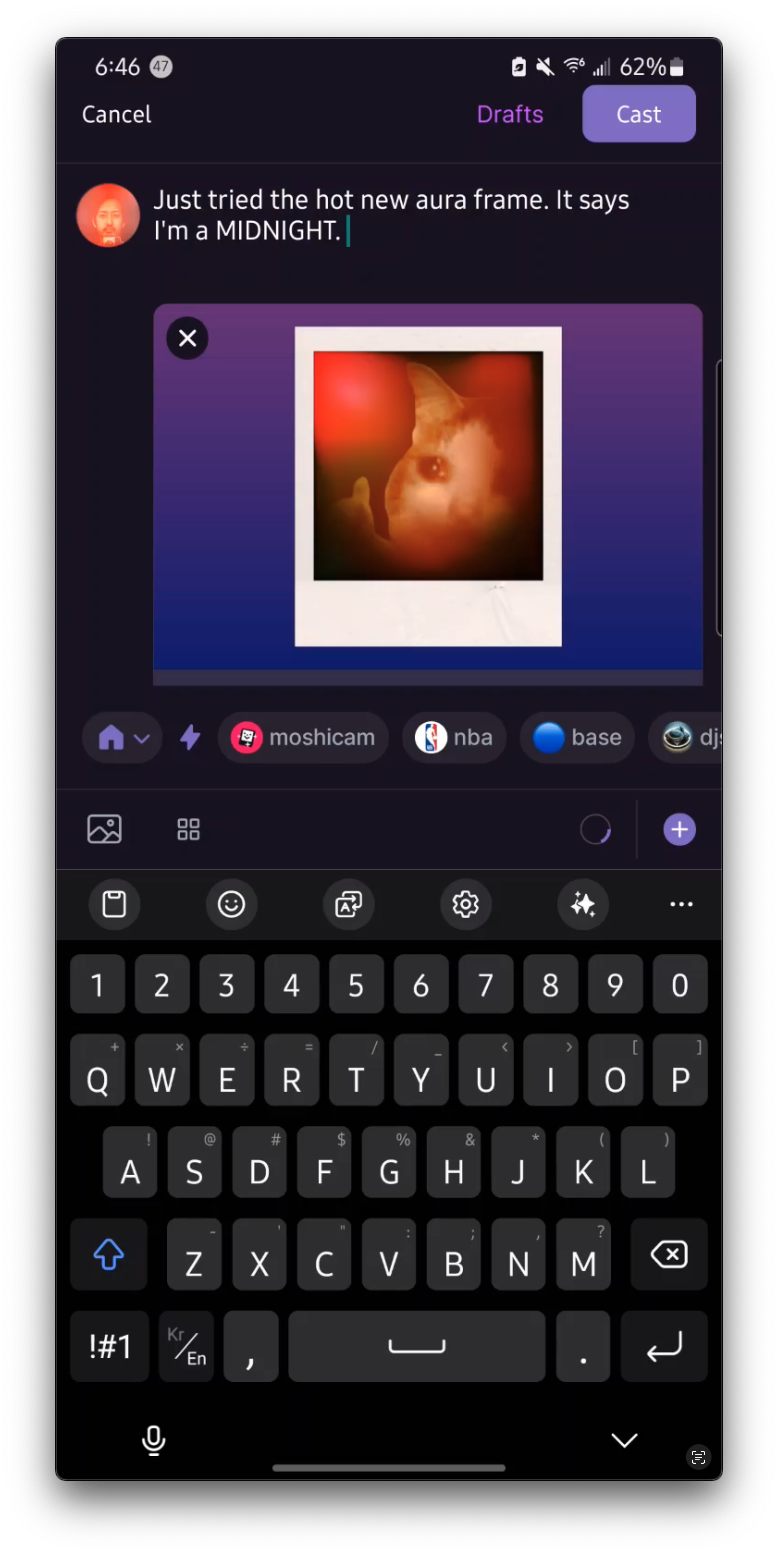 6:46 47 62%
Cancel Drafts Cast
Just tried the hot new aura frame. It says
I'm a MIDNIGHT.
moshicam nba base djs
1 2 3 4 5 6 7 8 9 0
+ × ÷ = / _ < > [ ]
Q W E R T Y U I O P
! @ # $ % & * ( )
A S D F G H J K L
- ' " : ; , ?
Z X C V B N M
!#1 Kr/En , .